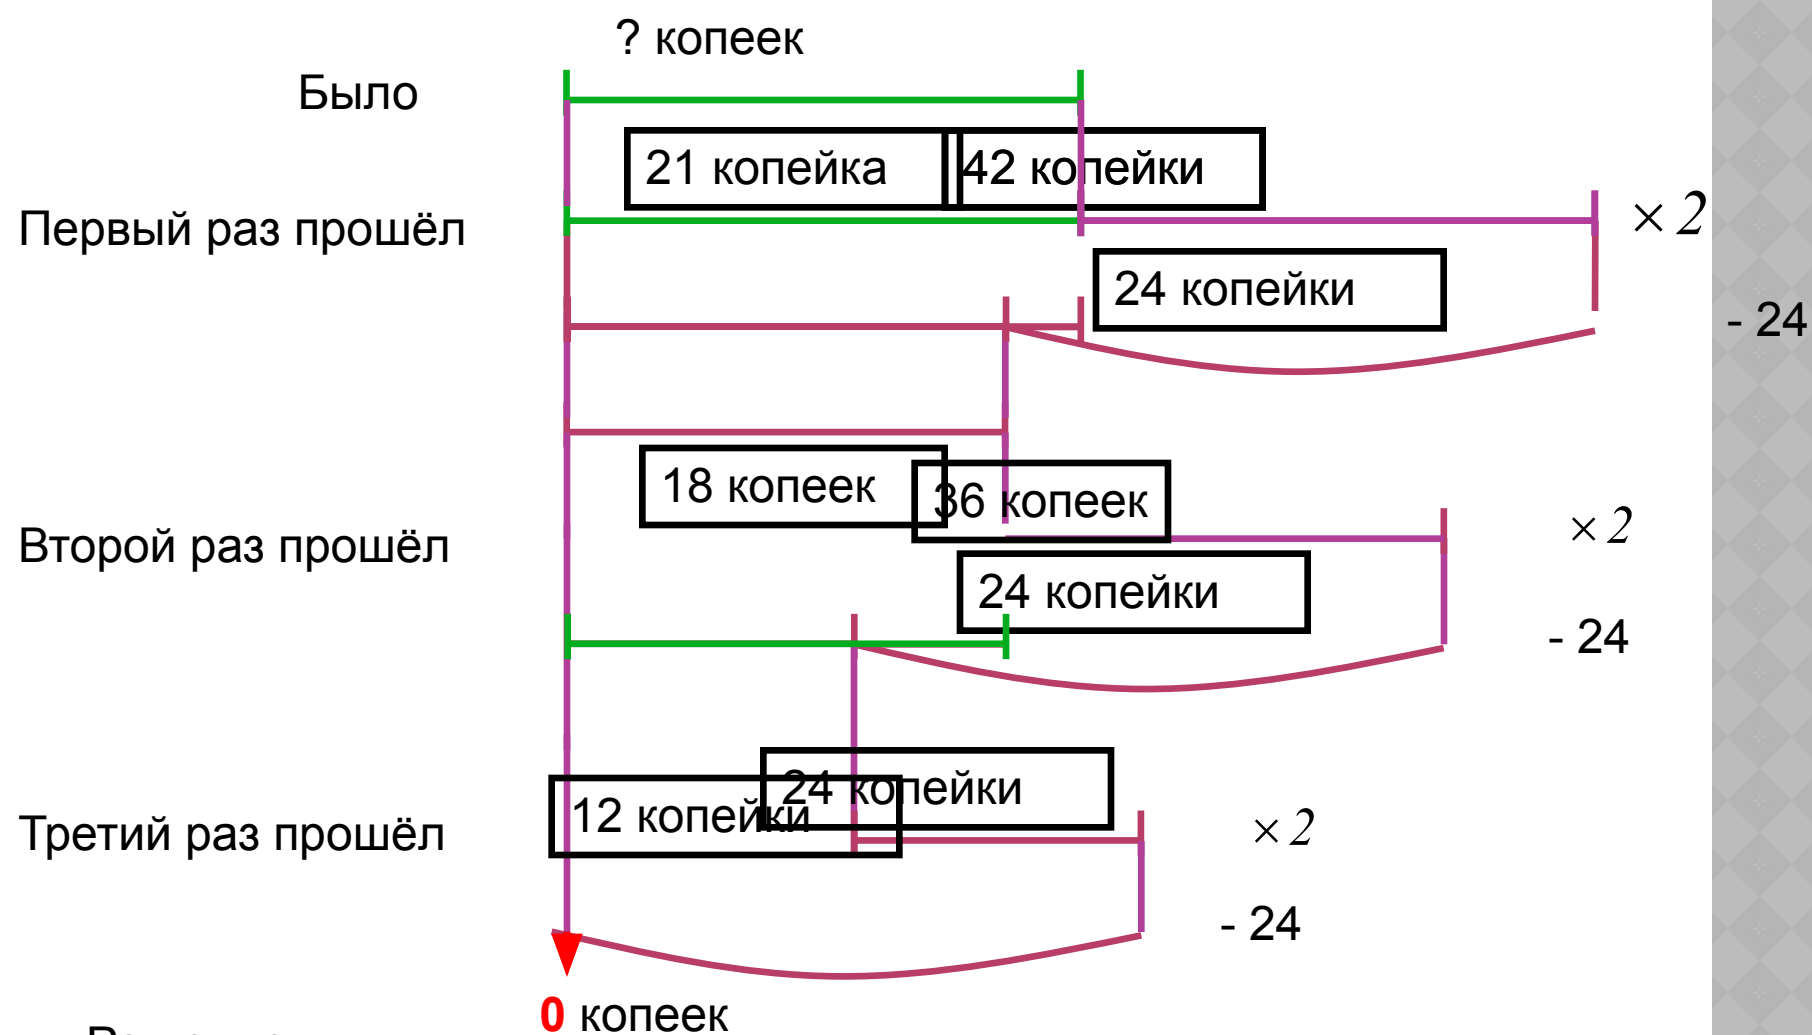 ? копеек
Было
21 копейка
42 копейки
Первый раз прошёл
× 2
24 копейки
- 24
18 копеек
36 копеек
Второй раз прошёл
× 2
24 копейки
- 24
24 копейки
12 копейки
Третий раз прошёл
× 2
- 24
0 копеек